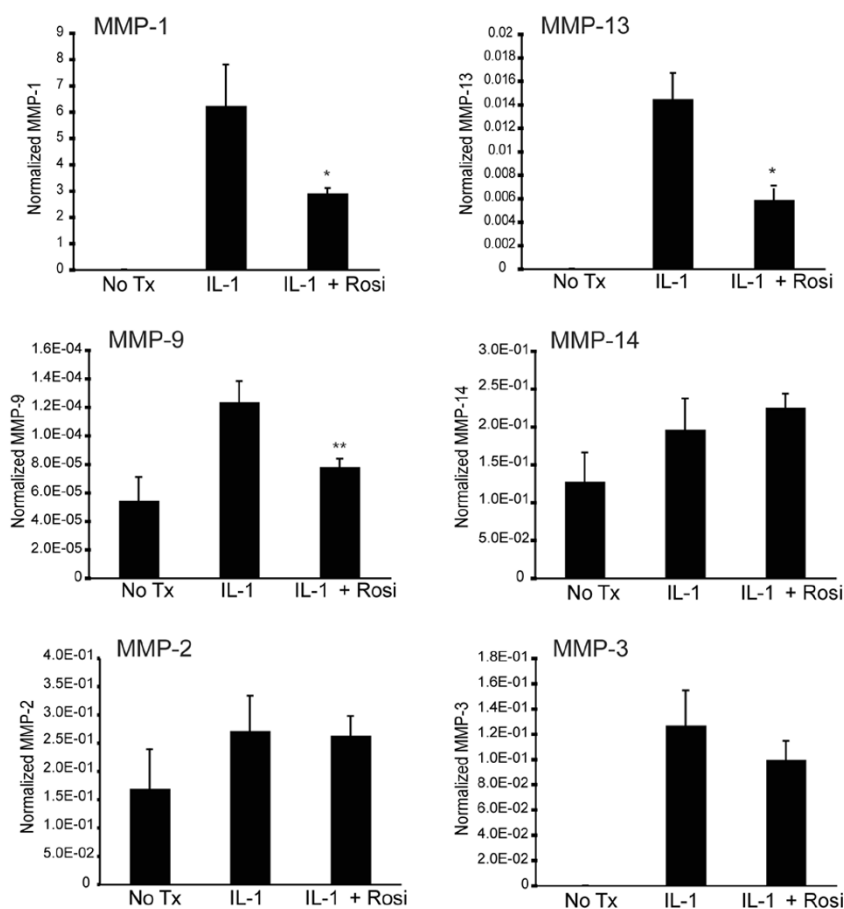 MMP-1
Normalized MMP-1
9
8
7
6
5
4
3
2
1
0
*
No Tx IL-1 IL-1 + Rosi
MMP-13
Normalized MMP-13
0.02
0.018
0.016
0.014
0.012
0.01
0.008
0.006
0.004
0.002
0
*
No Tx IL-1 IL-1 + Rosi
MMP-9
Normalized MMP-9
1.6E-04
1.4E-04
1.2E-04
1.0E-04
8.0E-05
6.0E-05
4.0E-05
2.0E-05
0
**
No Tx IL-1 IL-1 + Rosi
MMP-14
Normalized MMP-14
3.0E-01
2.5E-01
2.0E-01
1.5E-01
1.0E-01
5.0E-02
0
No Tx IL-1 IL-1 + Rosi
MMP-2
Normalized MMP-2
4.0E-01
3.5E-01
3.0E-01
2.5E-01
2.0E-01
1.5E-01
1.0E-01
5.0E-02
0
No Tx IL-1 IL-1 + Rosi
MMP-3
Normalized MMP-3
1.8E-01
1.6E-01
1.4E-01
1.2E-01
1.0E-01
8.0E-02
6.0E-02
4.0E-02
2.0E-02
0
No Tx IL-1 IL-1 + Rosi